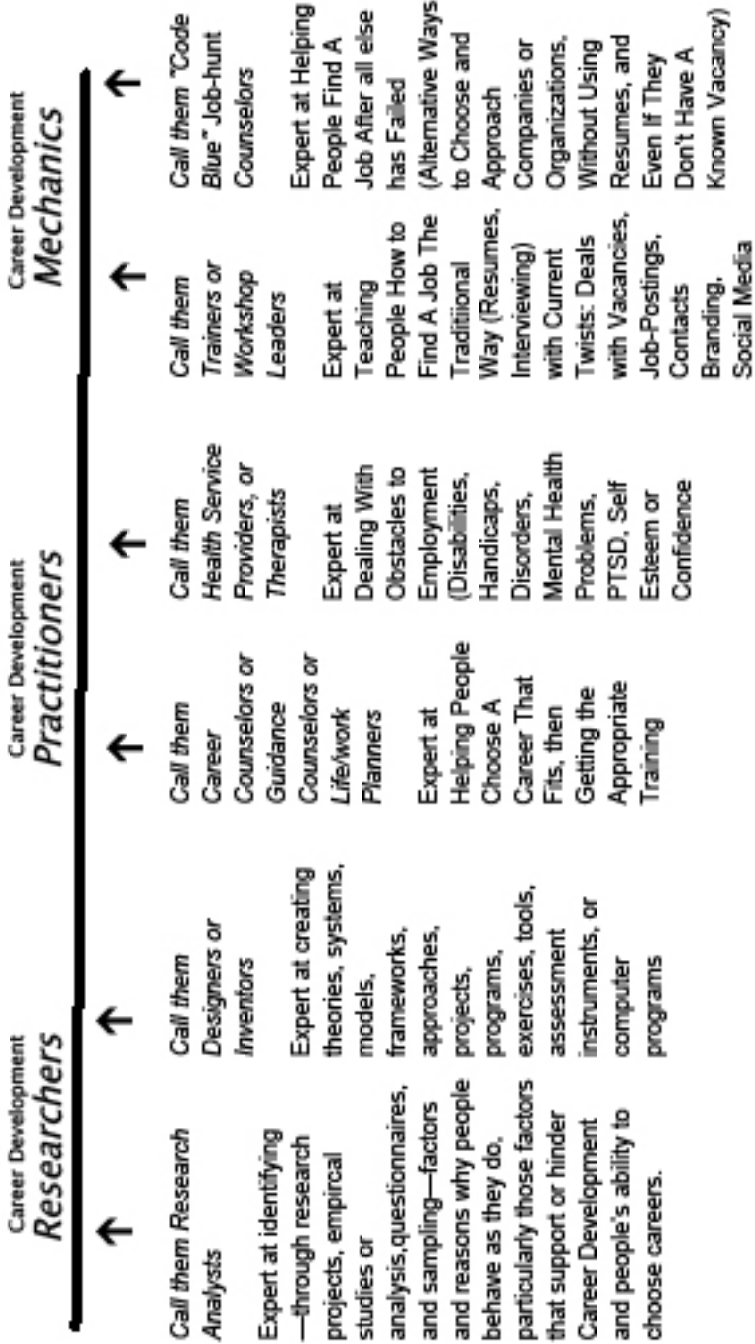 Career Development
Researchers
Career Development
Practitioners
Career Development
Mechanics
Call them Research
Analysts
Expert at identifying
—through research
projects, empircal
studies or
analysis,questionnaires,
and sampling—factors
and reasons why people
behave as they do,
particularly those factors
that support or hinder
Career Development
and people's ability to
choose careers.
Call them
Designers or
Inventors
Expert at creating
theories, systems,
models,
frameworks,
approaches,
projects,
programs,
exercises, tools,
assessment
instruments, or
computer
programs
Call them
Career
Counselors or
Guidance
Counselors or
Life/work
Planners
Expert at
Helping People
Choose A
Career That
Fits, then
Getting the
Appropriate
Training
Call them
Health Service
Providers, or
Therapists
Expert at
Dealing With
Obstacles to
Employment
(Disabilities,
Handicaps,
Disorders,
Mental Health
Problems,
PTSD, Self
Esteem or
Confidence
Call them
Trainers or
Workshop
Leaders
Expert at
Teaching
People How to
Find A Job The
Traditiional
Way (Resumes,
Interviewing)
with Current
Twists: Deals
with Vacancies,
Job-Postings,
Contacts
Branding,
Social Media
Call them "Code
Blue" Job-hunt
Counselors
Expert at Helping
People Find A
Job After all else
has Failed
(Alternative Ways
to Choose and
Approach
Companies or
Organizations,
Without Using
Resumes, and
Even If They
Don't Have A
Known Vacancy)